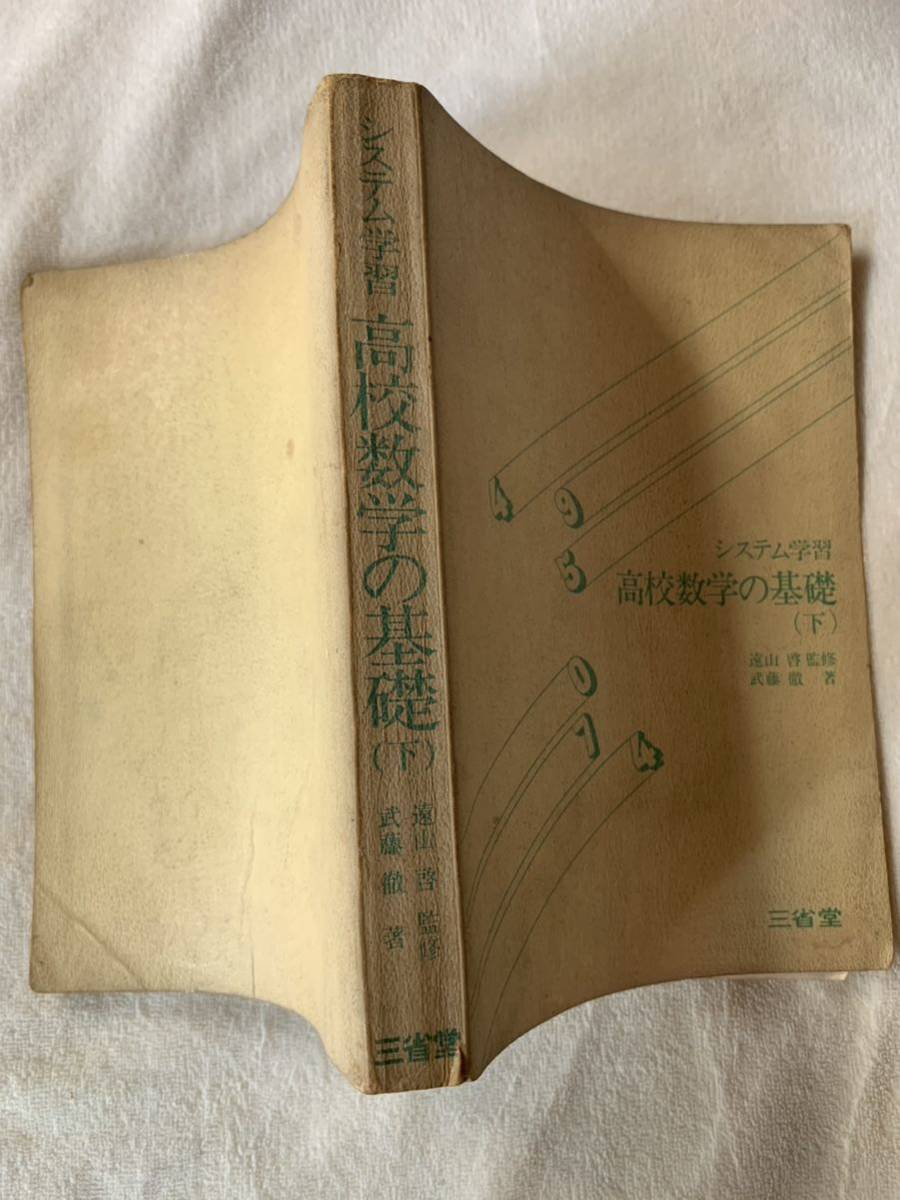 システム学習
高校数学の基礎
(下)
遠山 啓 監修
武藤 徹 著
三省堂
4
9
5
システム学習
高校数学の基礎
(下)
遠山 啓 監修
武藤 徹 著
0
7
4
三省堂